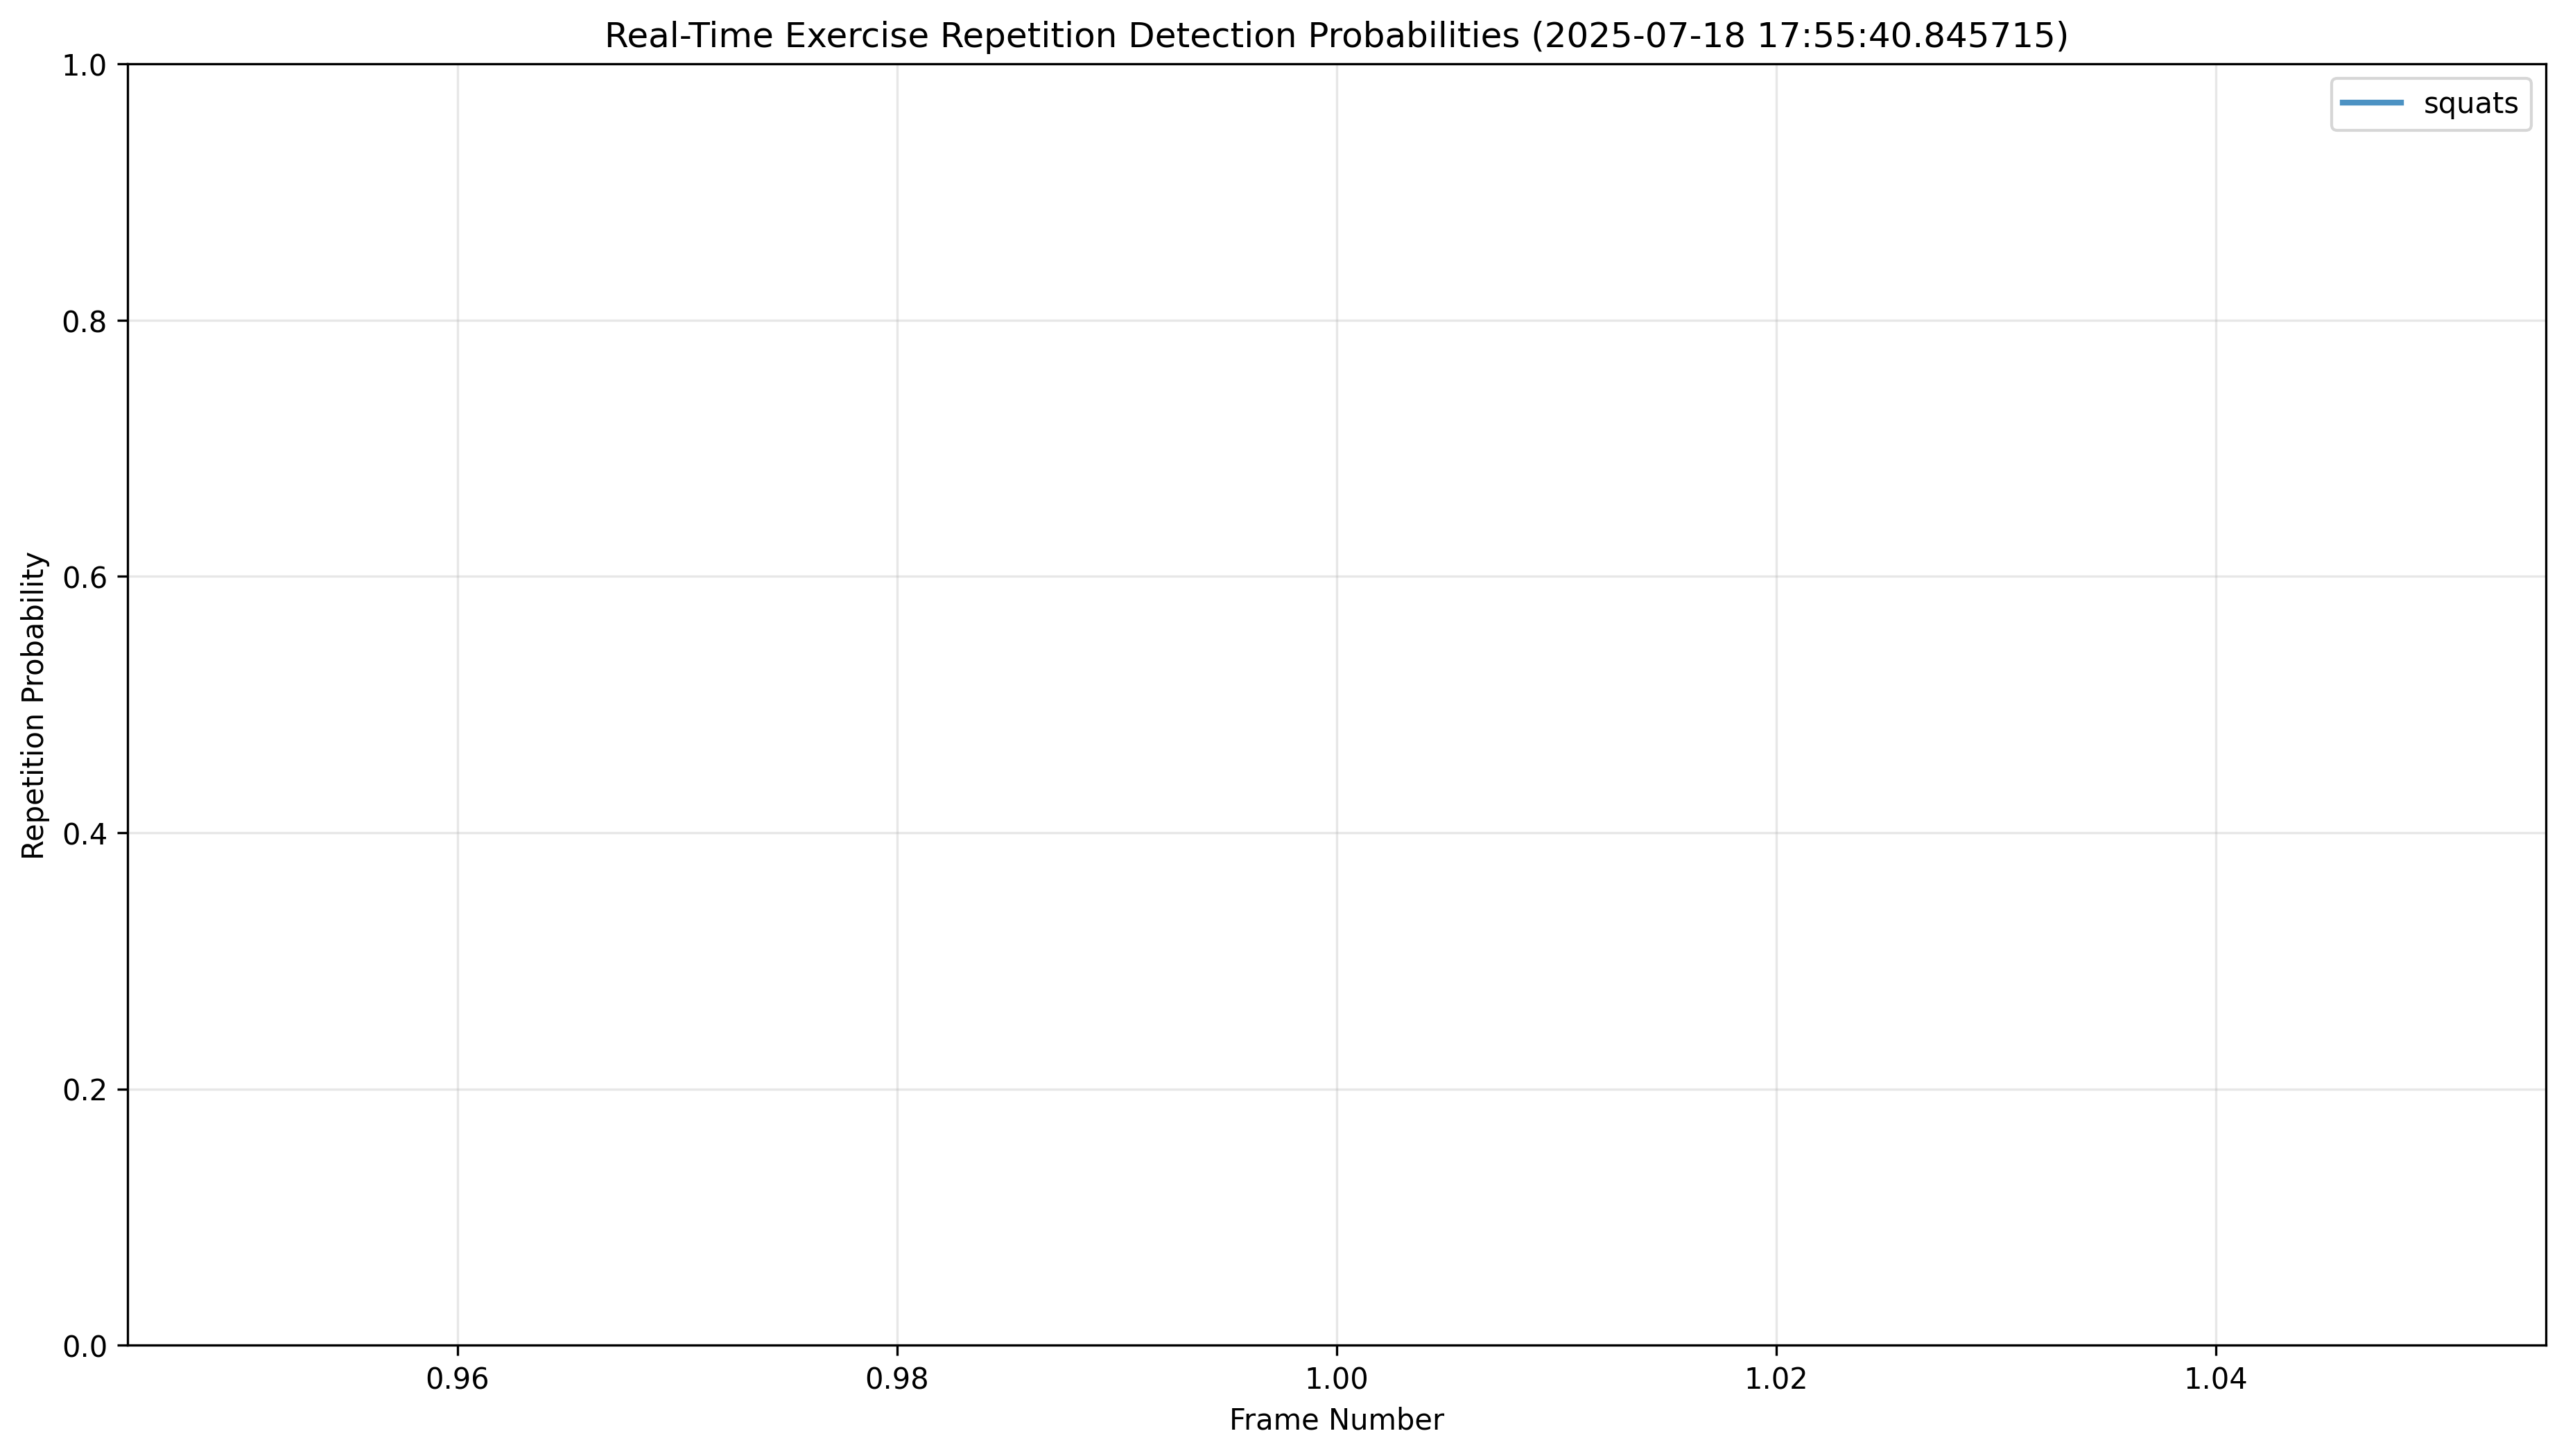 Real-Time Exercise Repetition Detection Probabilities (2025-07-18 17:55:40.845715)
squats
Repetition Probability
1.0
0.8
0.6
0.4
0.2
0.0
0.96 0.98 1.00 1.02 1.04
Frame Number